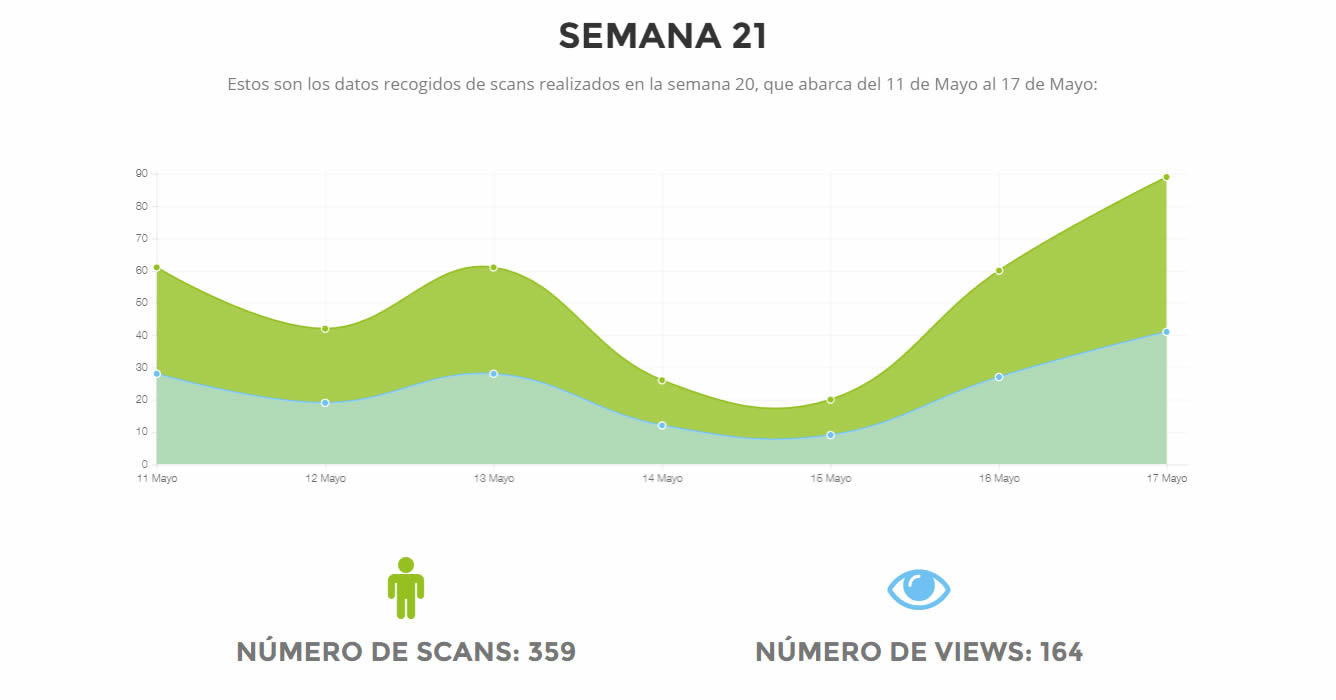 SEMANA 21
Estos son los datos recogidos de scans realizados en la semana 20, que abarca del 11 de Mayo al 17 de Mayo:
90
80
70
60
50
40
30
20
10
0
11 Mayo 12 Mayo 13 Mayo 14 Mayo 15 Mayo 16 Mayo 17 Mayo
NÚMERO DE SCANS: 359 NÚMERO DE VIEWS: 164